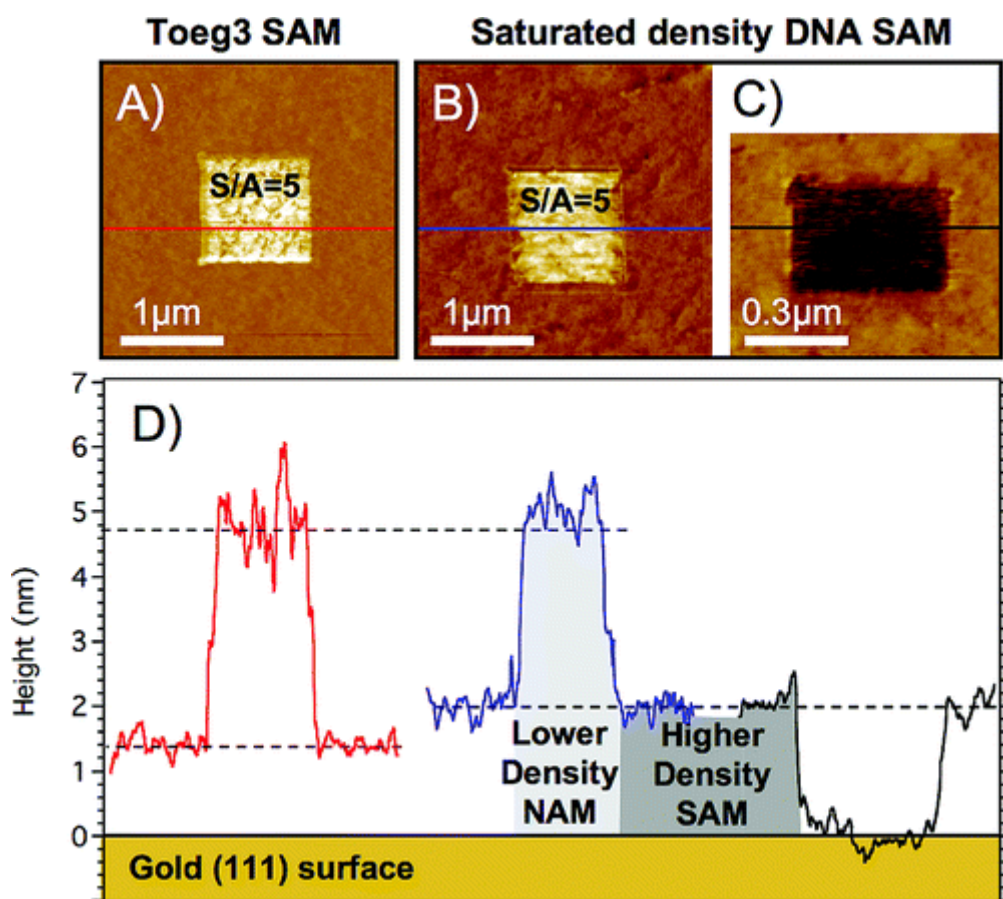 Toeg3 SAM
Saturated density DNA SAM
A)
S/A=5
1μm
B)
S/A=5
1μm
C)
0.3μm
D)
Height (nm)
7
6
5
4
3
2
1
0
Lower
Density
NAM
Higher
Density
SAM
Gold (111) surface